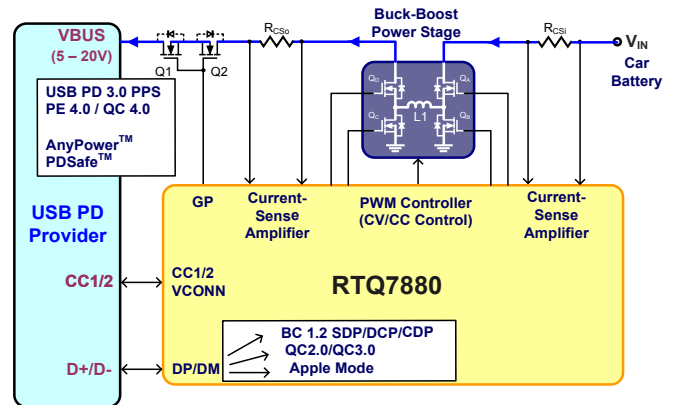 VBUS
(5 – 20V)
Q1
Q2
RCSo
Buck-Boost
Power Stage
RCSi
VIN
Car
Battery
QD
QA
QC
QB
L1
USB PD 3.0 PPS
PE 4.0 / QC 4.0
AnyPower™
PDSafe™
USB PD
Provider
GP
Current-
Sense
Amplifier
PWM Controller
(CV/CC Control)
Current-
Sense
Amplifier
CC1/2
CC1/2
VCONN
RTQ7880
D+/D-
DP/DM
BC 1.2 SDP/DCP/CDP
QC2.0/QC3.0
Apple Mode